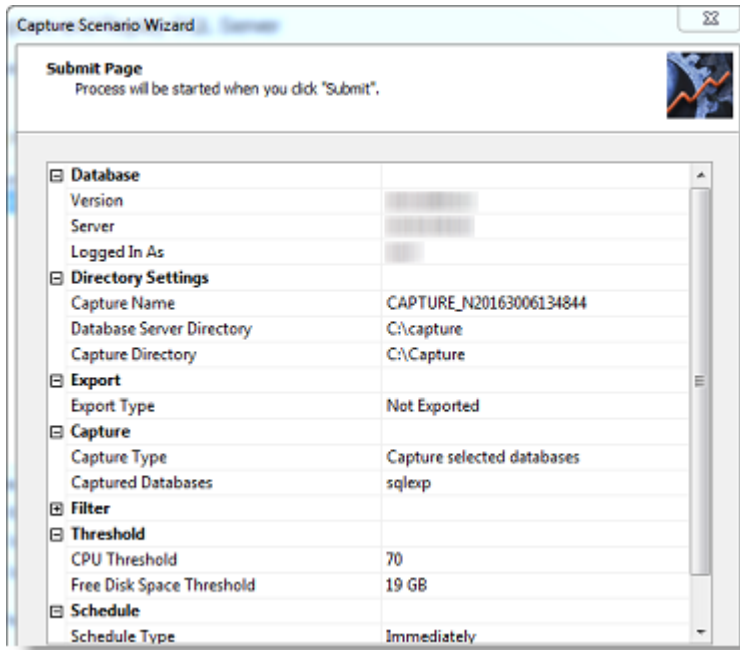 Capture Scenario Wizard
Submit Page
Process will be started when you click "Submit".
Database
Version
Server
Logged In As
Directory Settings
Capture Name CAPTURE_N20163006134844
Database Server Directory C:\capture
Capture Directory C:\Capture
Export
Export Type Not Exported
Capture
Capture Type Capture selected databases
Captured Databases sqlexp
Filter
Threshold
CPU Threshold 70
Free Disk Space Threshold 19 GB
Schedule
Schedule Type Immediately